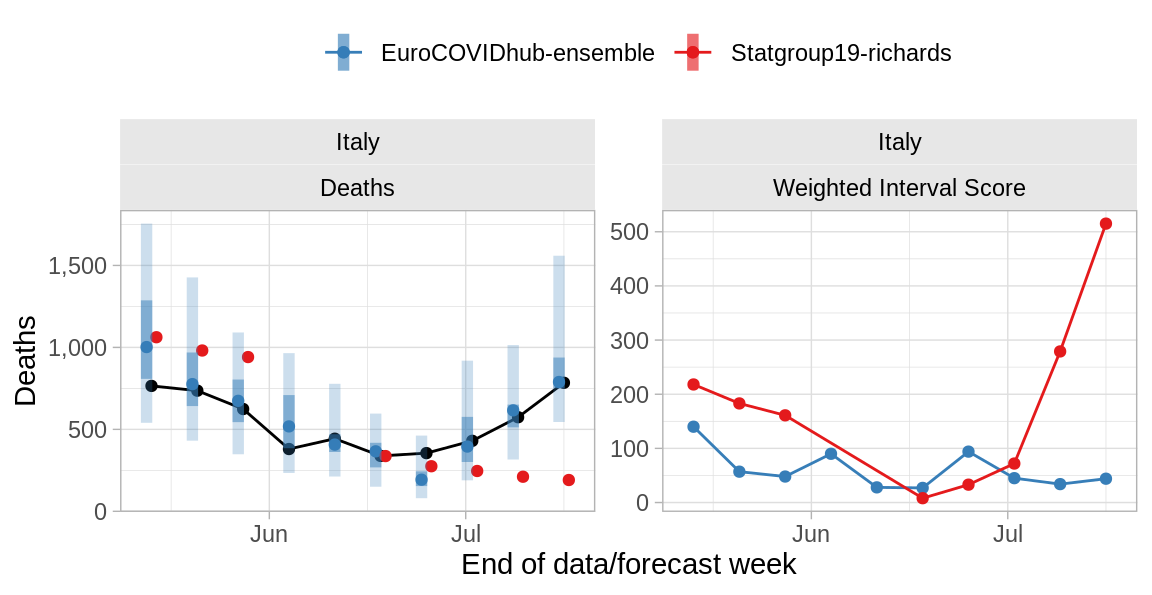 EuroCOVIDhub-ensemble Statgroup19-richards
Italy
Deaths
Deaths
1,500
1,000
500
0
Jun Jul
Italy
Weighted Interval Score
500
400
300
200
100
0
Jun Jul
End of data/forecast week